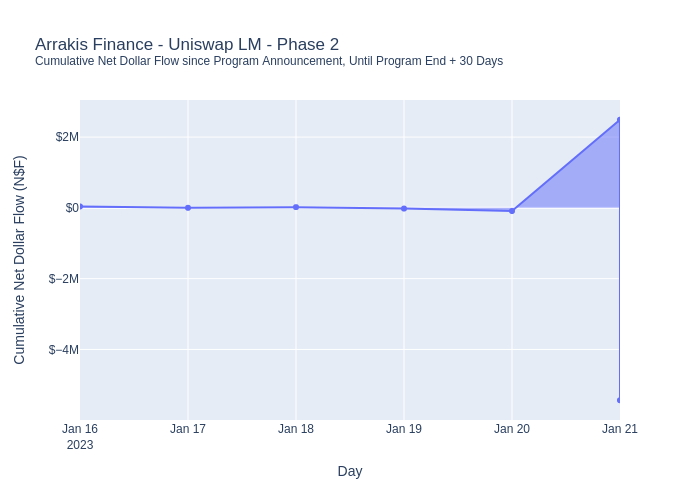 Arrakis Finance - Uniswap LM - Phase 2
Cumulative Net Dollar Flow since Program Announcement, Until Program End + 30 Days
Cumulative Net Dollar Flow (N$F)
$2M
$0
$−2M
$−4M
Jan 16
2023
Jan 17
Jan 18
Jan 19
Jan 20
Jan 21
Day